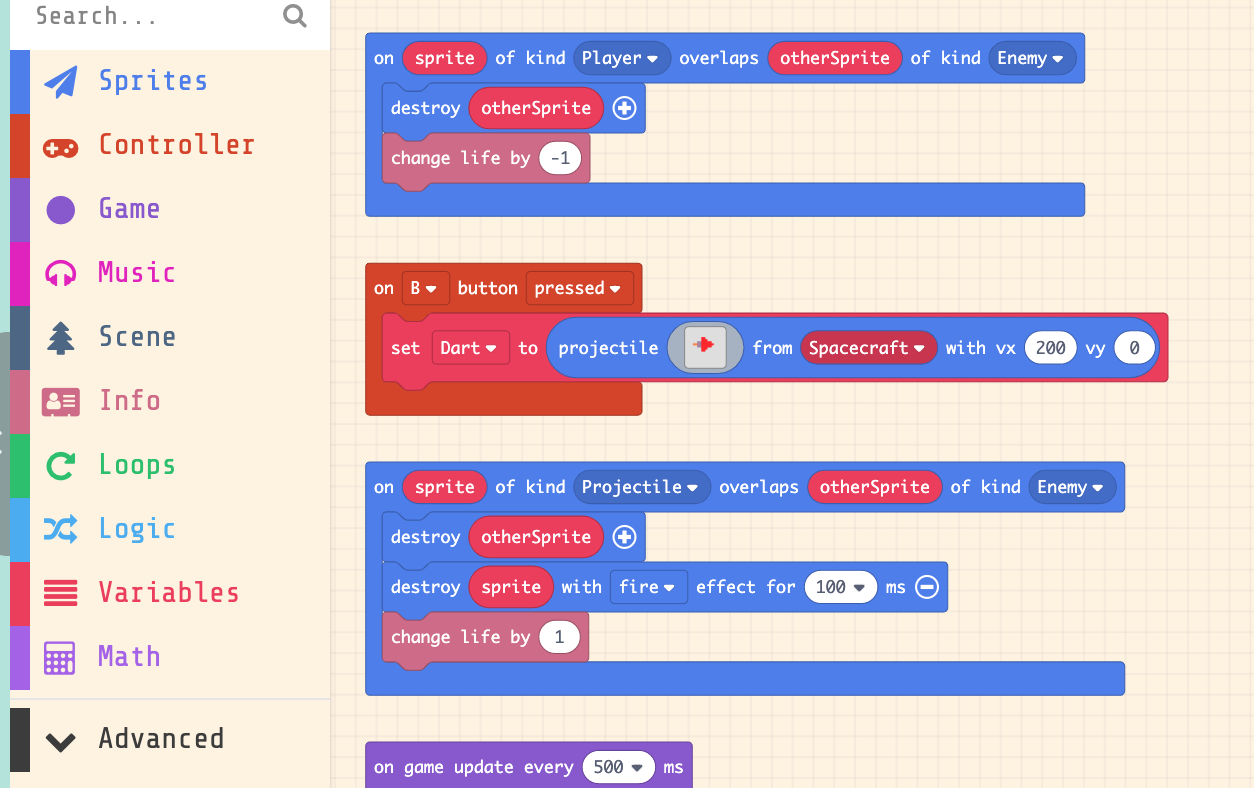 Search...
Sprites
Controller
Game
Music
Scene
Info
Loops
Logic
Variables
Math
Advanced
on sprite of kind Player overlaps otherSprite of kind Enemy
destroy otherSprite
change life by -1
on B button pressed
set Dart to projectile from Spacecraft with vx 200 vy 0
on sprite of kind Projectile overlaps otherSprite of kind Enemy
destroy otherSprite
destroy sprite with fire effect for 100 ms
change life by 1
on game update every 500 ms